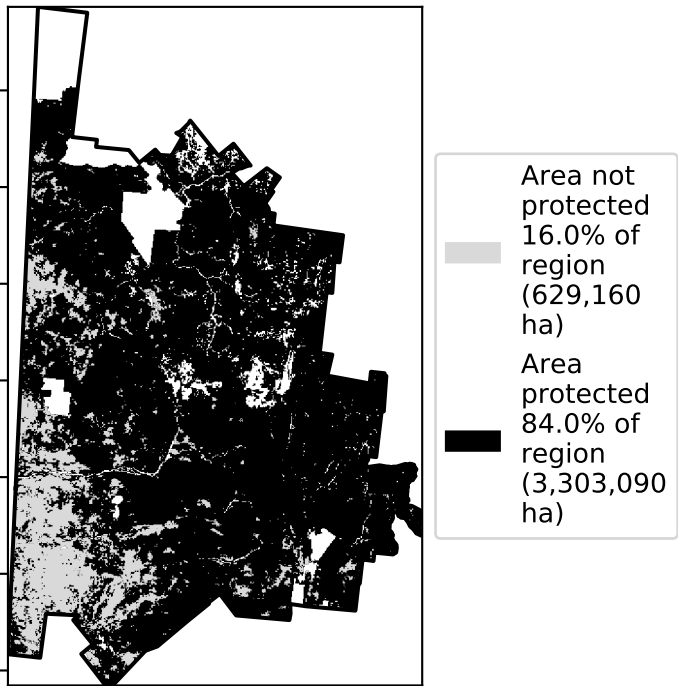 Area not
protected
16.0% of
region
(629,160
ha)
Area
protected
84.0% of
region
(3,303,090
ha)